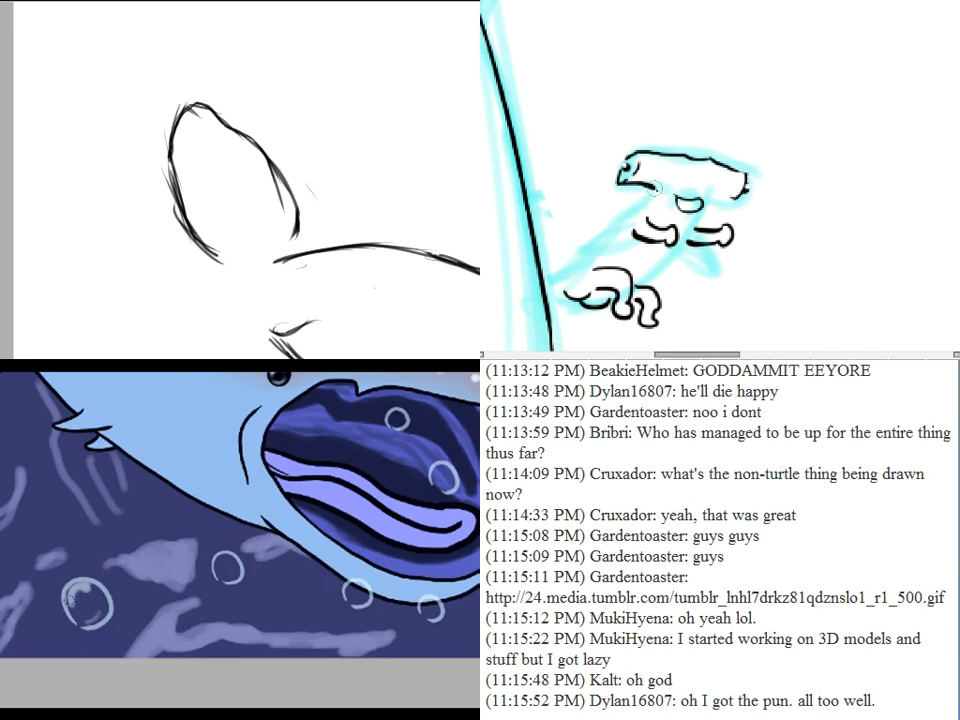 (11:13:12 PM) BeakieHelmet: GODDAMMIT EEYORE
(11:13:48 PM) Dylan16807: he'll die happy
(11:13:49 PM) Gardentoaster: noo i dont
(11:13:59 PM) Bribri: Who has managed to be up for the entire thing
thus far?
(11:14:09 PM) Cruxador: what's the non-turtle thing being drawn
now?
(11:14:33 PM) Cruxador: yeah, that was great
(11:15:08 PM) Gardentoaster: guys guys
(11:15:09 PM) Gardentoaster: guys
(11:15:11 PM) Gardentoaster:
http://24.media.tumblr.com/tumblr_lnhl7drkz81qdznslo1_r1_500.gif
(11:15:12 PM) MukiHyena: oh yeah lol.
(11:15:22 PM) MukiHyena: I started working on 3D models and
stuff but I got lazy
(11:15:48 PM) Kalt: oh god
(11:15:52 PM) Dylan16807: oh I got the pun. all too well.